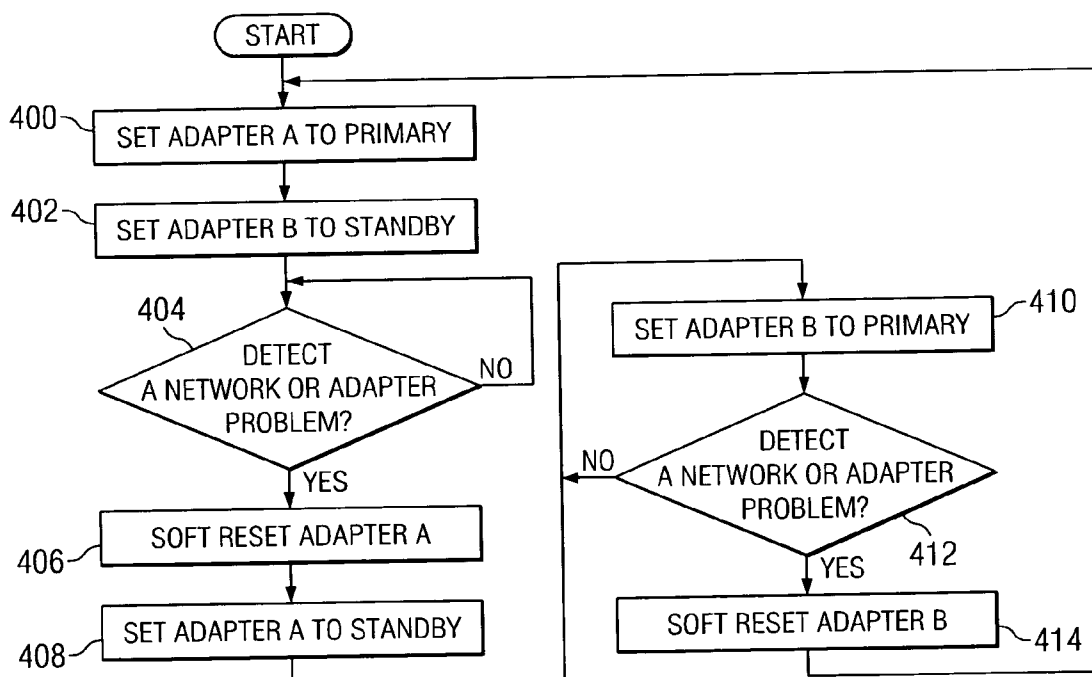 START
400
SET ADAPTER A TO PRIMARY
402
SET ADAPTER B TO STANDBY
404
DETECT
A NETWORK OR ADAPTER
PROBLEM?
NO
YES
406
SOFT RESET ADAPTER A
408
SET ADAPTER A TO STANDBY
410
SET ADAPTER B TO PRIMARY
DETECT
A NETWORK OR ADAPTER
PROBLEM?
NO
412
YES
SOFT RESET ADAPTER B
414